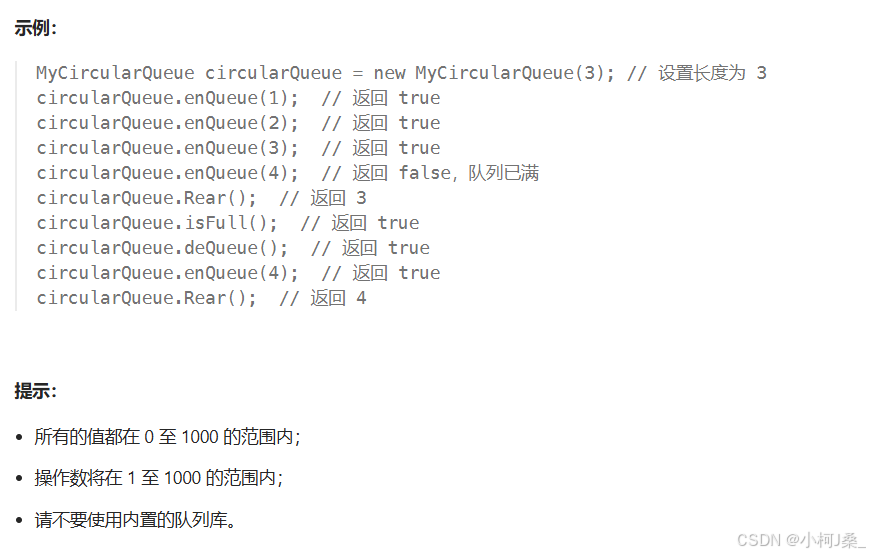 示例：
MyCircularQueue circularQueue = new MyCircularQueue(3); // 设置长度为 3
circularQueue.enQueue(1);  // 返回 true
circularQueue.enQueue(2);  // 返回 true
circularQueue.enQueue(3);  // 返回 true
circularQueue.enQueue(4);  // 返回 false，队列已满
circularQueue.Rear();  // 返回 3
circularQueue.isFull();  // 返回 true
circularQueue.deQueue();  // 返回 true
circularQueue.enQueue(4);  // 返回 true
circularQueue.Rear();  // 返回 4
提示：
• 所有的值都在 0 至 1000 的范围内；
• 操作数将在 1 至 1000 的范围内；
• 请不要使用内置的队列库。
CSDN @小柯J桑_